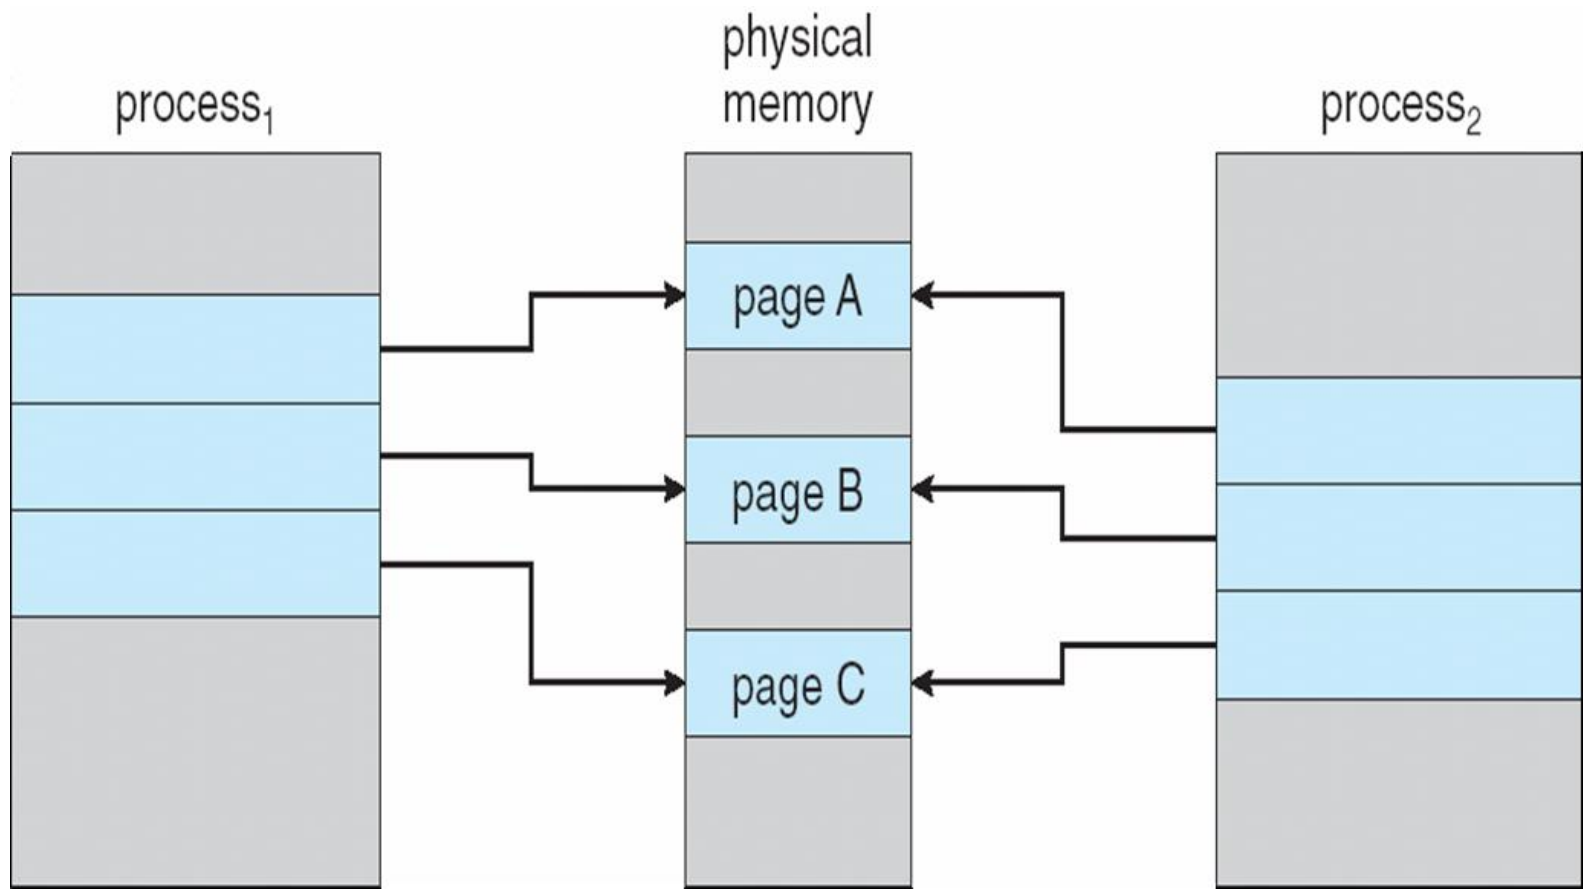 physical
memory
process₁
process₂
page A
page B
page C